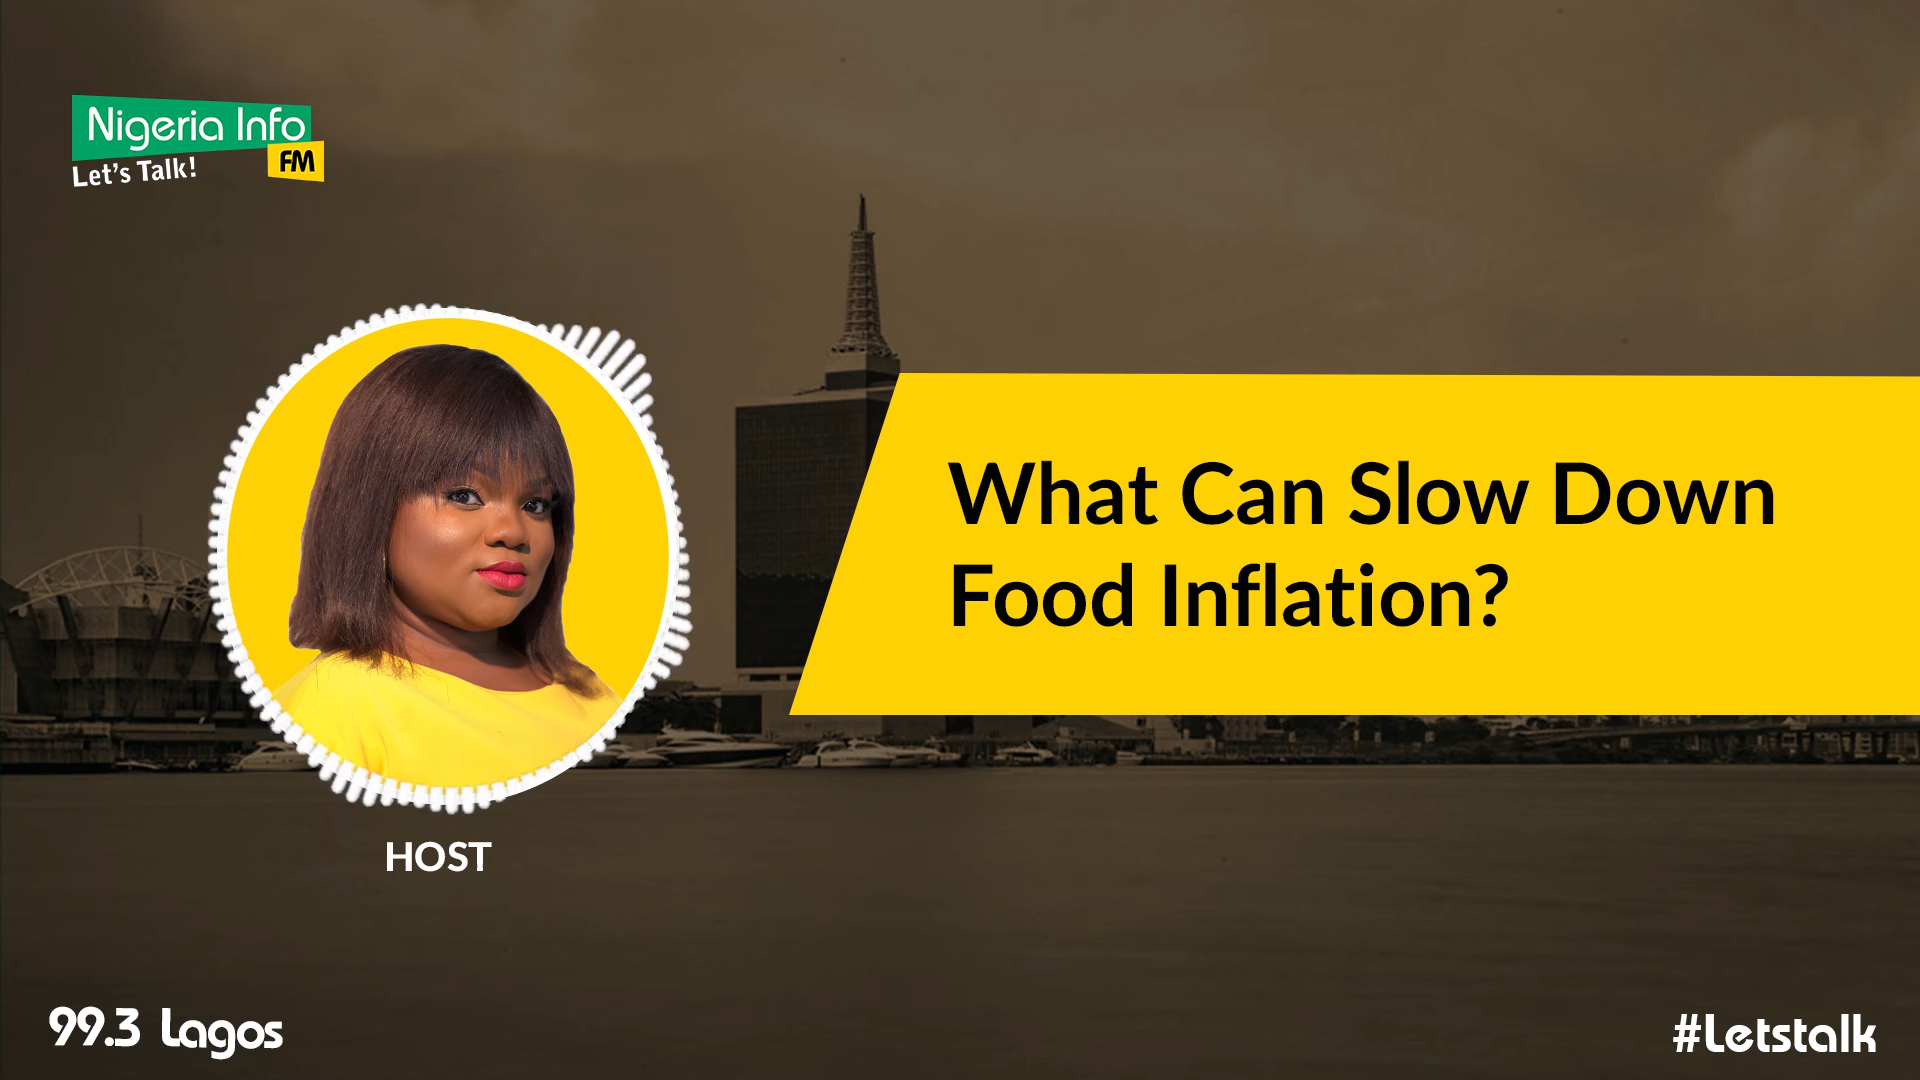 Nigeria Info
FM
Let's Talk!
What Can Slow Down
Food Inflation?
HOST
99.3 Lagos
#Letstalk